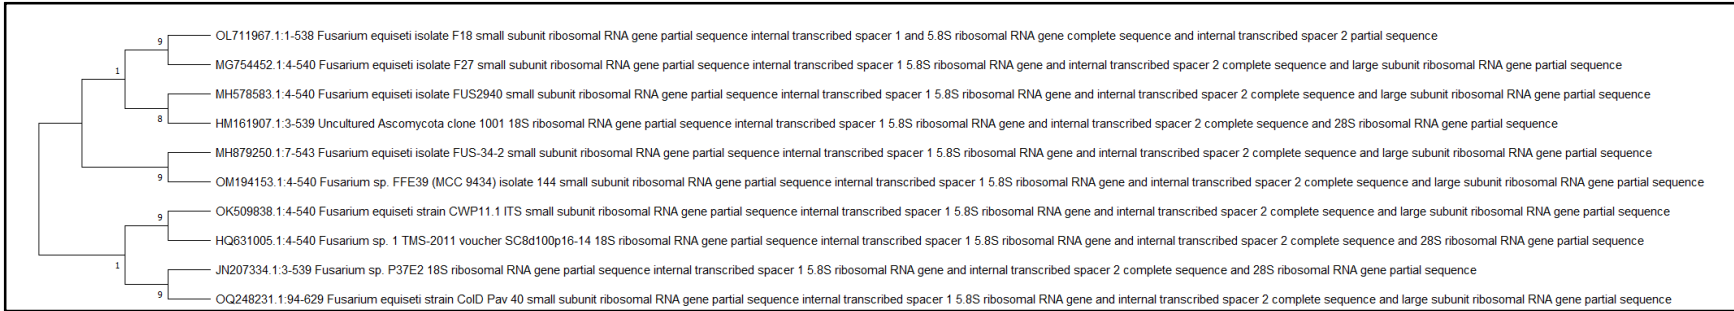 9
OL711967.1:1-538 Fusarium equiseti isolate F18 small subunit ribosomal RNA gene partial sequence internal transcribed spacer 1 and 5.8S ribosomal RNA gene complete sequence and internal transcribed spacer 2 partial sequence
MG754452.1:4-540 Fusarium equiseti isolate F27 small subunit ribosomal RNA gene partial sequence internal transcribed spacer 1 5.8S ribosomal RNA gene and internal transcribed spacer 2 complete sequence and large subunit ribosomal RNA gene partial sequence
1
MH578583.1:4-540 Fusarium equiseti isolate FUS2940 small subunit ribosomal RNA gene partial sequence internal transcribed spacer 1 5.8S ribosomal RNA gene and internal transcribed spacer 2 complete sequence and large subunit ribosomal RNA gene partial sequence
8
HM161907.1:3-539 Uncultured Ascomycota clone 1001 18S ribosomal RNA gene partial sequence internal transcribed spacer 1 5.8S ribosomal RNA gene and internal transcribed spacer 2 complete sequence and 28S ribosomal RNA gene partial sequence
MH879250.1:7-543 Fusarium equiseti isolate FUS-34-2 small subunit ribosomal RNA gene partial sequence internal transcribed spacer 1 5.8S ribosomal RNA gene and internal transcribed spacer 2 complete sequence and large subunit ribosomal RNA gene partial sequence
9
OM194153.1:4-540 Fusarium sp. FFE39 (MCC 9434) isolate 144 small subunit ribosomal RNA gene partial sequence internal transcribed spacer 1 5.8S ribosomal RNA gene and internal transcribed spacer 2 complete sequence and large subunit ribosomal RNA gene partial sequence
9
OK509838.1:4-540 Fusarium equiseti strain CWP11.1 ITS small subunit ribosomal RNA gene partial sequence internal transcribed spacer 1 5.8S ribosomal RNA gene and internal transcribed spacer 2 complete sequence and large subunit ribosomal RNA gene partial sequence
HQ631005.1:4-540 Fusarium sp. 1 TMS-2011 voucher SC8d100p16-14 18S ribosomal RNA gene partial sequence internal transcribed spacer 1 5.8S ribosomal RNA gene and internal transcribed spacer 2 complete sequence and 28S ribosomal RNA gene partial sequence
1
JN207334.1:3-539 Fusarium sp. P37E2 18S ribosomal RNA gene partial sequence internal transcribed spacer 1 5.8S ribosomal RNA gene and internal transcribed spacer 2 complete sequence and 28S ribosomal RNA gene partial sequence
9
OQ248231.1:94-629 Fusarium equiseti strain ColD Pav 40 small subunit ribosomal RNA gene partial sequence internal transcribed spacer 1 5.8S ribosomal RNA gene and internal transcribed spacer 2 complete sequence and large subunit ribosomal RNA gene partial sequence